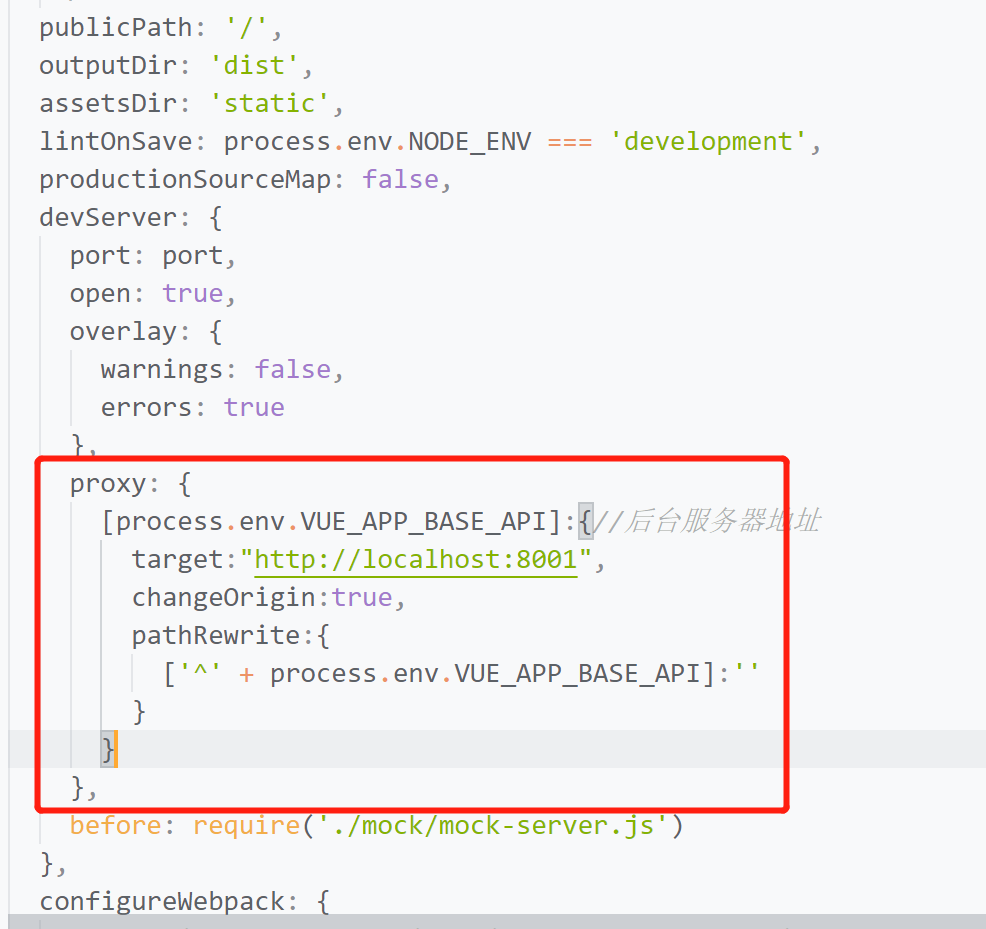 publicPath: '/',
outputDir: 'dist',
assetsDir: 'static',
lintOnSave: process.env.NODE_ENV === 'development',
productionSourceMap: false,
devServer: {
port: port,
open: true,
overlay: {
warnings: false,
errors: true
},
proxy: {
[process.env.VUE_APP_BASE_API]:{//后台服务器地址
target:"http://localhost:8001",
changeOrigin:true,
pathRewrite:{
['^' + process.env.VUE_APP_BASE_API]:''
}
}
},
before: require('./mock/mock-server.js')
},
configureWebpack: {